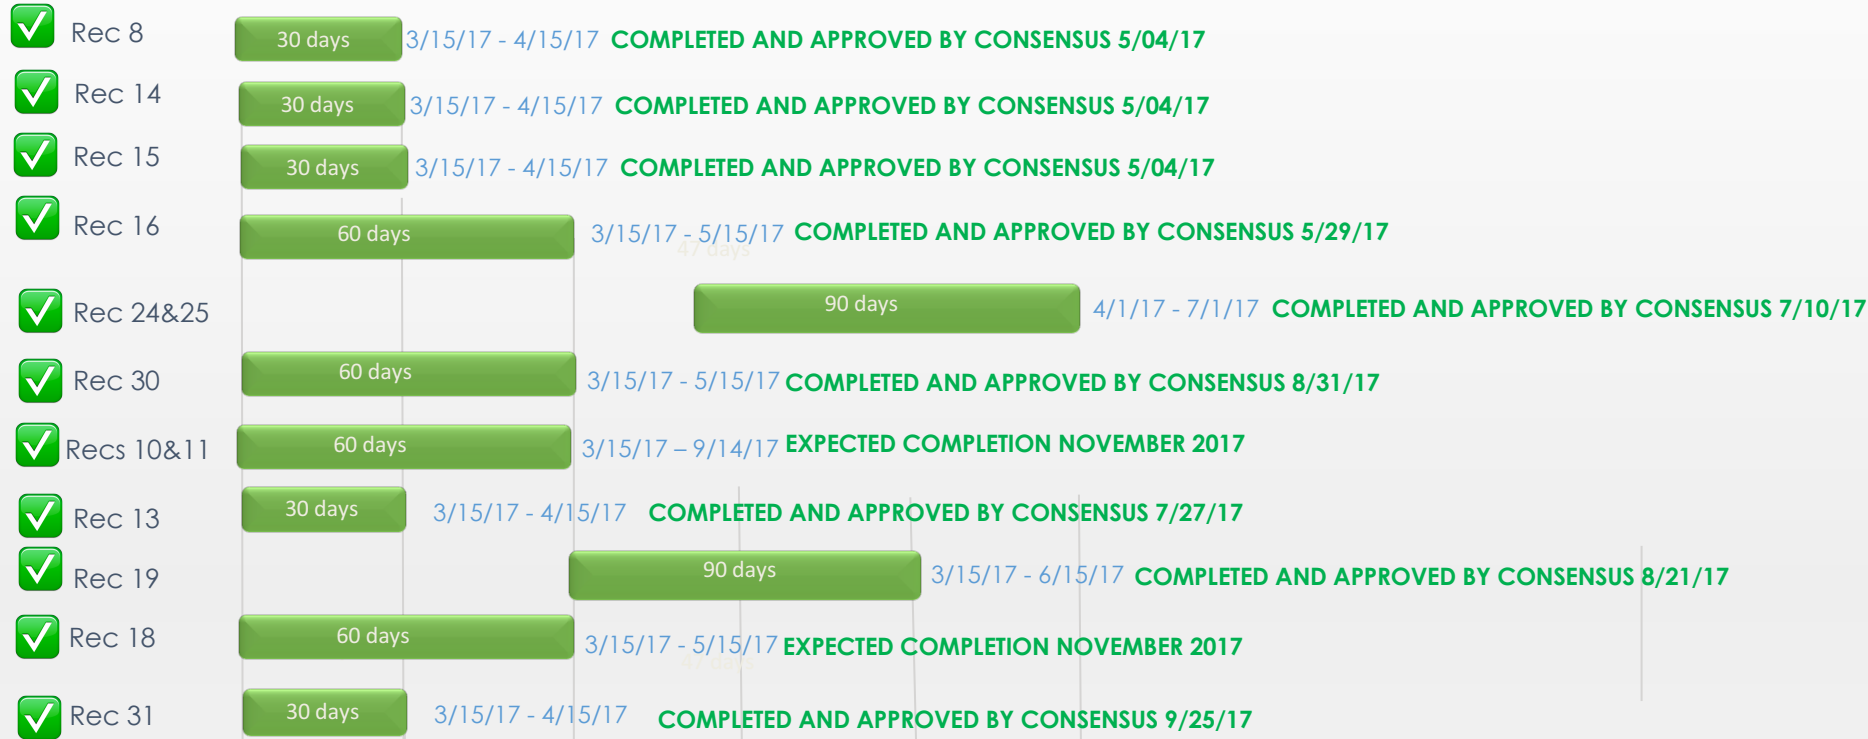 Rec 8 30 days 3/15/17 - 4/15/17 COMPLETED AND APPROVED BY CONSENSUS 5/04/17
Rec 14 30 days 3/15/17 - 4/15/17 COMPLETED AND APPROVED BY CONSENSUS 5/04/17
Rec 15 30 days 3/15/17 - 4/15/17 COMPLETED AND APPROVED BY CONSENSUS 5/04/17
Rec 16 60 days 3/15/17 - 5/15/17 COMPLETED AND APPROVED BY CONSENSUS 5/29/17
47 days
Rec 24&25 90 days 4/1/17 - 7/1/17 COMPLETED AND APPROVED BY CONSENSUS 7/10/17
Rec 30 60 days 3/15/17 - 5/15/17 COMPLETED AND APPROVED BY CONSENSUS 8/31/17
Recs 10&11 60 days 3/15/17 – 9/14/17 EXPECTED COMPLETION NOVEMBER 2017
Rec 13 30 days 3/15/17 - 4/15/17 COMPLETED AND APPROVED BY CONSENSUS 7/27/17
Rec 19 90 days 3/15/17 - 6/15/17 COMPLETED AND APPROVED BY CONSENSUS 8/21/17
Rec 18 60 days 3/15/17 - 5/15/17 EXPECTED COMPLETION NOVEMBER 2017
47 days
Rec 31 30 days 3/15/17 - 4/15/17 COMPLETED AND APPROVED BY CONSENSUS 9/25/17